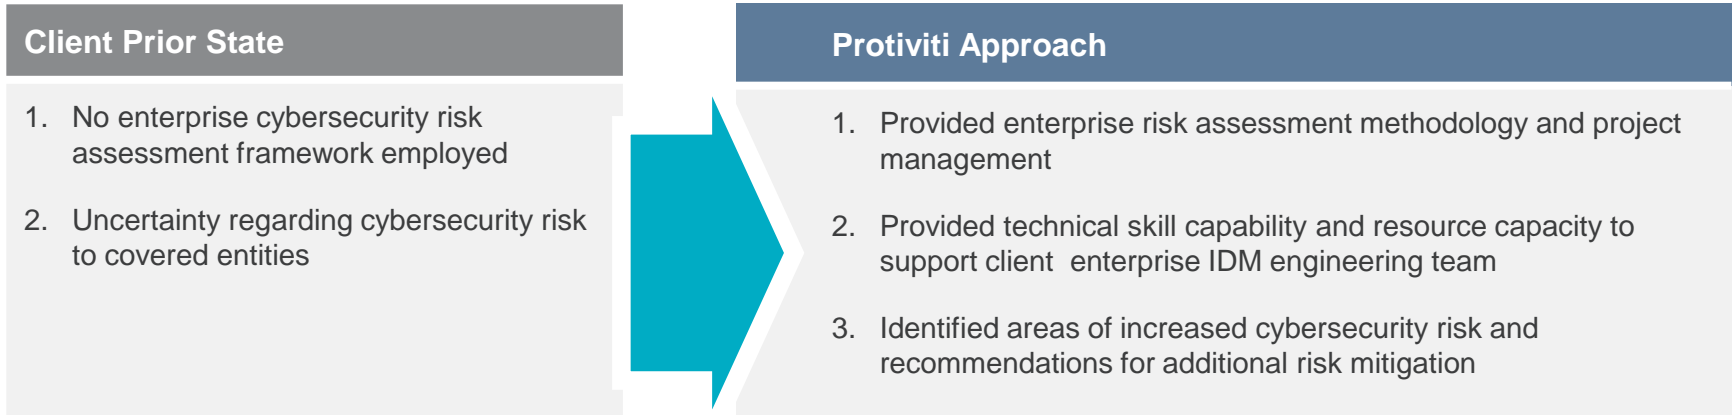 Client Prior State
1. No enterprise cybersecurity risk
assessment framework employed
2. Uncertainty regarding cybersecurity risk
to covered entities
Protiviti Approach
1. Provided enterprise risk assessment methodology and project
management
2. Provided technical skill capability and resource capacity to
support client  enterprise IDM engineering team
3. Identified areas of increased cybersecurity risk and
recommendations for additional risk mitigation